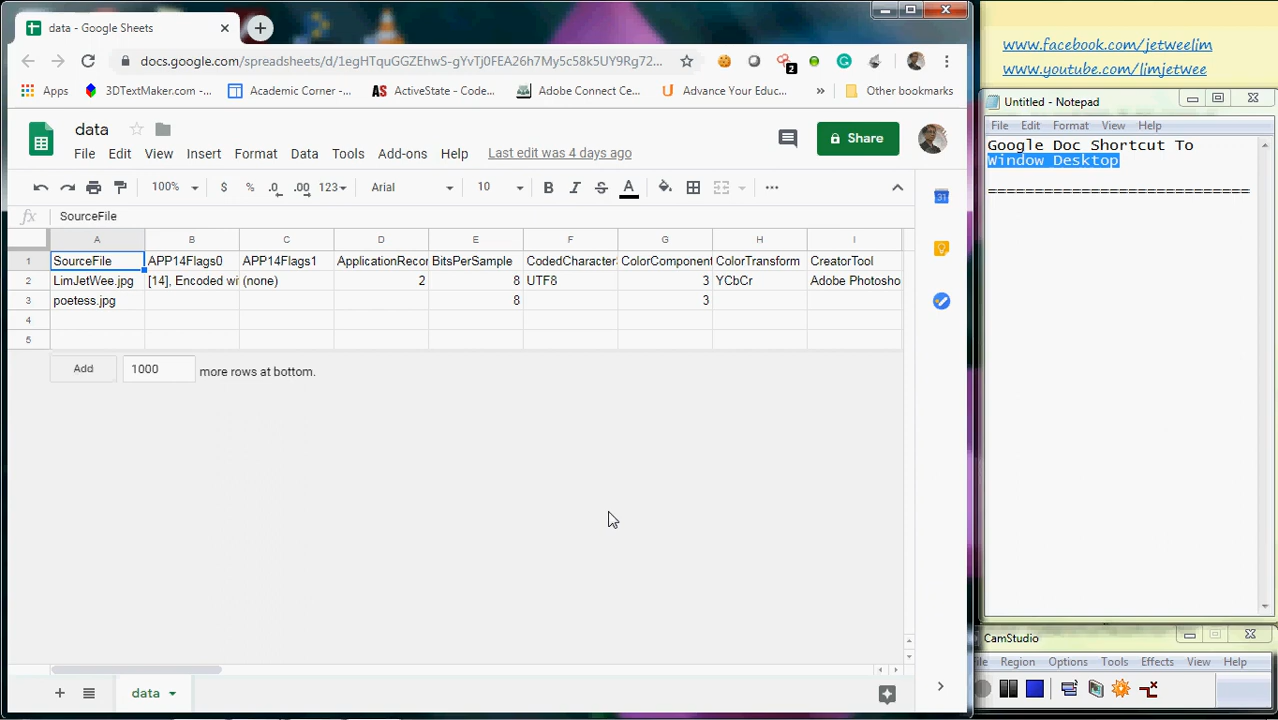 data - Google Sheets
docs.google.com/spreadsheets/d/1egHTquGGZEhwS-gYvTj0FEA26h7My5c58k5UY9Rg72...
2
Apps
3DTextMaker.com -...
Academic Corner -...
ActiveState - Code...
Adobe Connect Ce...
Advance Your Educ...
»
Other bookmarks
data
File Edit View Insert Format Data Tools Add-ons Help Last edit was 4 days ago
Share
100% $ % .0 .00 123 Arial 10 B I S A
31
fx SourceFile
A B C D E F G H I
1 SourceFile APP14Flags0 APP14Flags1 ApplicationRecor BitsPerSample CodedCharacter ColorComponent ColorTransform CreatorTool
2 LimJetWee.jpg [14], Encoded wi (none) 2 8 UTF8 3 YCbCr Adobe Photosho
3 poetess.jpg 8 3
4
5
Add 1000 more rows at bottom.
data
www.facebook.com/jetweelim
www.youtube.com/limjetwee
Untitled - Notepad
File Edit Format View Help
Google Doc Shortcut To
Window Desktop
===========================
CamStudio
Region Options Tools Effects View Help